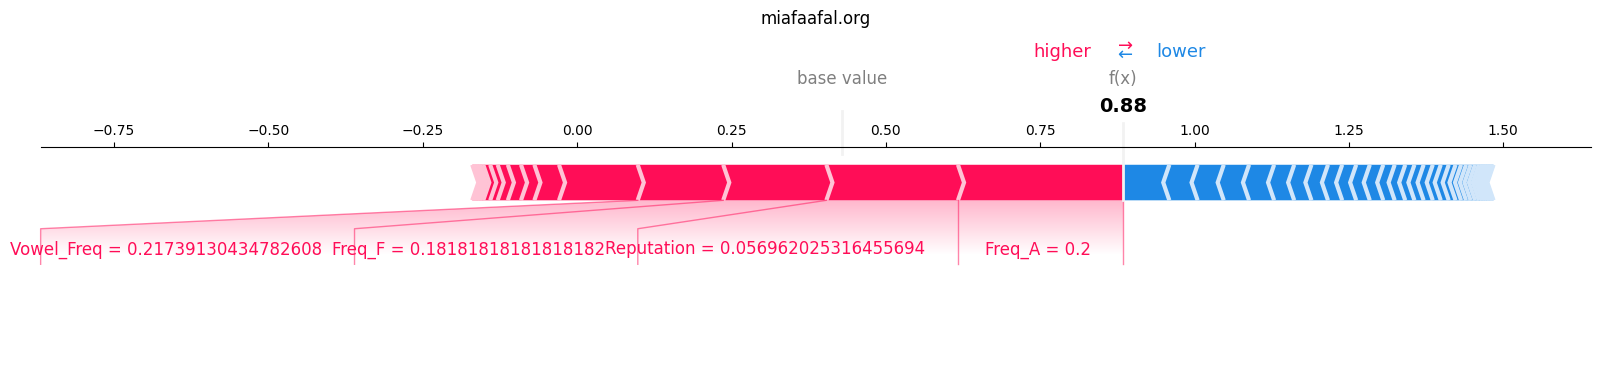 miafaafal.org
higher ⇄ lower
base value f(x)
0.88
−0.75 −0.50 −0.25 0.00 0.25 0.50 0.75 1.00 1.25 1.50
Vowel_Freq = 0.21739130434782608 Freq_F = 0.18181818181818182 Reputation = 0.056962025316455694 Freq_A = 0.2